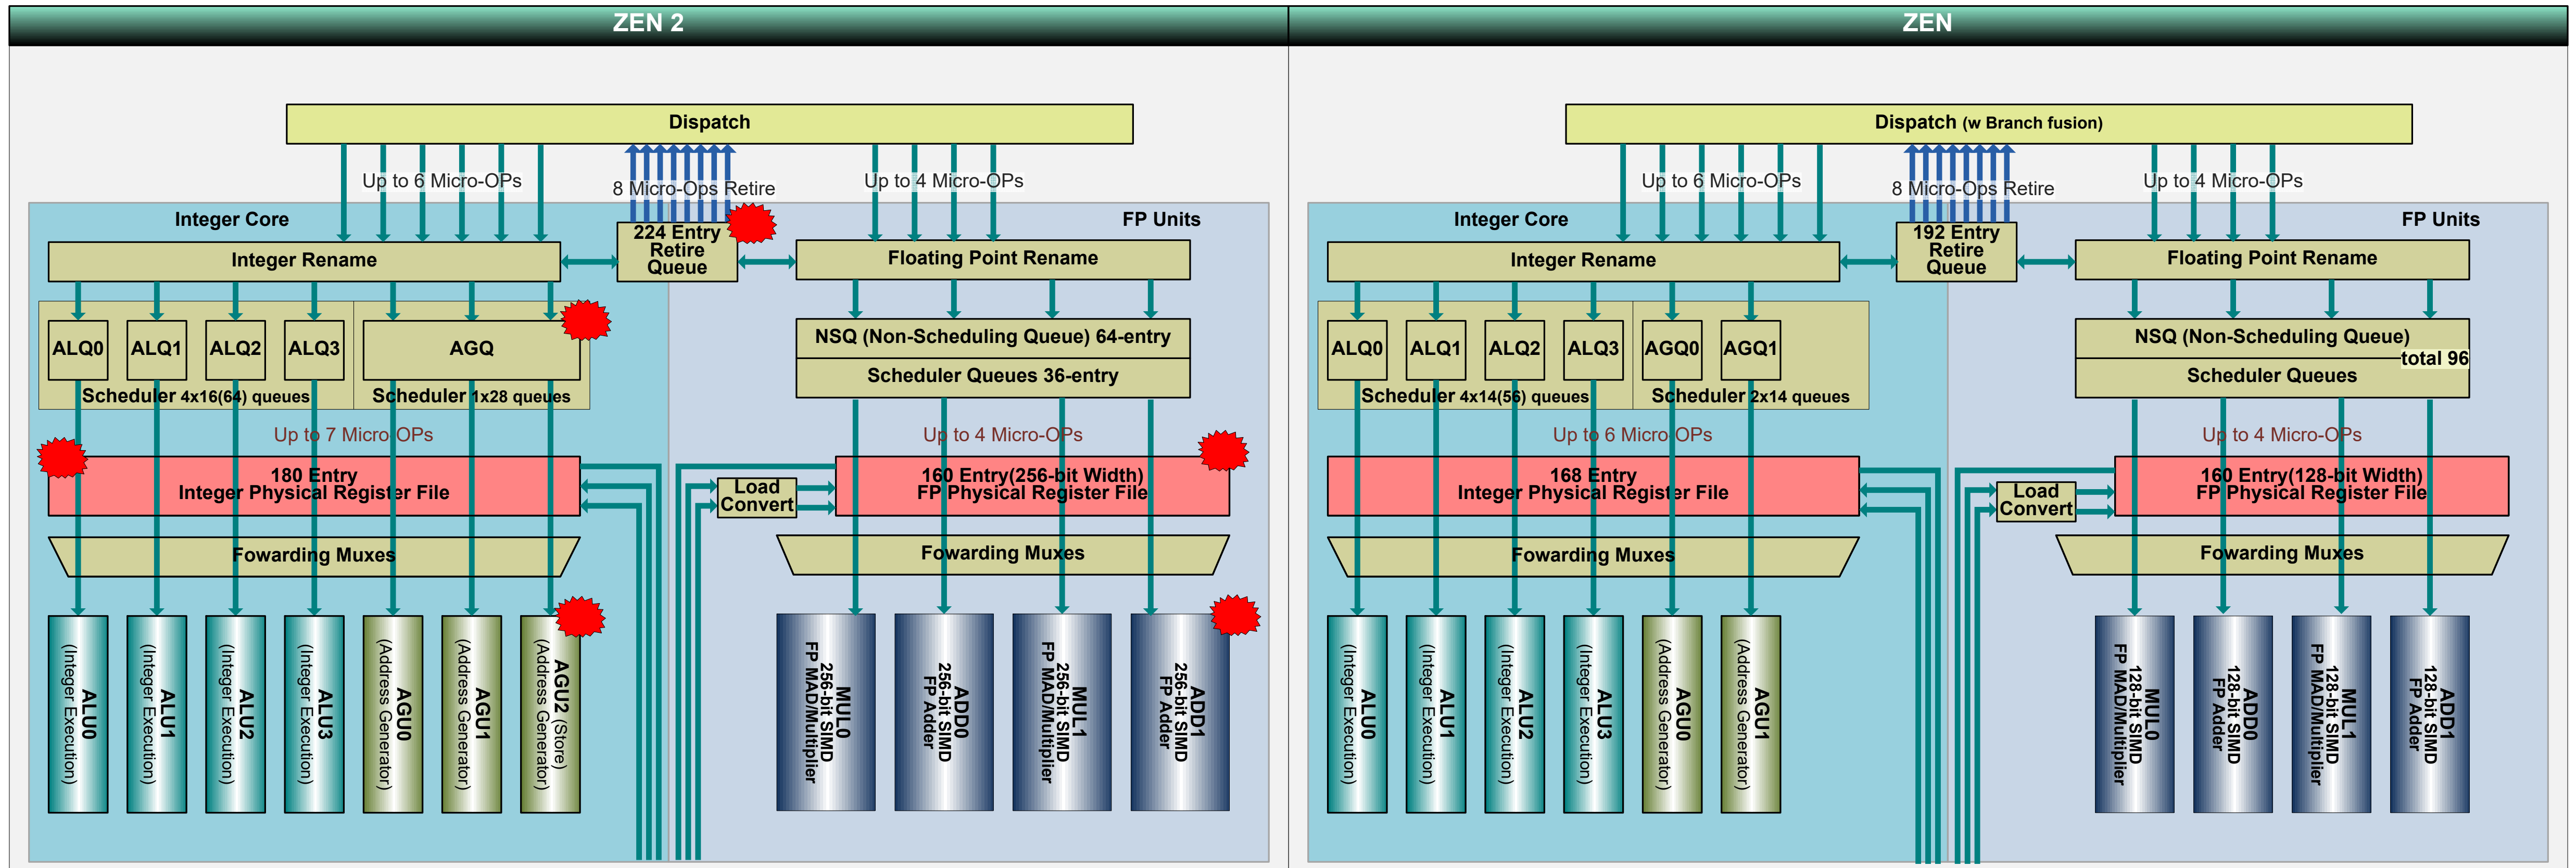 ZEN 2
Dispatch
Up to 6 Micro-OPs
8 Micro-Ops Retire
Up to 4 Micro-OPs
Integer Core
FP Units
224 Entry
Retire
Queue
Integer Rename
Floating Point Rename
ALQ0
ALQ1
ALQ2
ALQ3
AGQ
Scheduler 4x16(64) queues
Scheduler 1x28 queues
NSQ (Non-Scheduling Queue) 64-entry
Scheduler Queues 36-entry
Up to 7 Micro-OPs
Up to 4 Micro-OPs
180 Entry
Integer Physical Register File
Load
Convert
160 Entry(256-bit Width)
FP Physical Register File
Fowarding Muxes
Fowarding Muxes
ALU0
(Integer Execution)
ALU1
(Integer Execution)
ALU2
(Integer Execution)
ALU3
(Integer Execution)
AGU0
(Address Generator)
AGU1
(Address Generator)
AGU2 (Store)
(Address Generator)
MUL0
256-bit SIMD
FP MAD/Multiplier
ADD0
256-bit SIMD
FP Adder
MUL1
256-bit SIMD
FP MAD/Multiplier
ADD1
256-bit SIMD
FP Adder
ZEN
Dispatch (w Branch fusion)
Up to 6 Micro-OPs
8 Micro-Ops Retire
Up to 4 Micro-OPs
Integer Core
FP Units
192 Entry
Retire
Queue
Integer Rename
Floating Point Rename
ALQ0
ALQ1
ALQ2
ALQ3
AGQ0
AGQ1
Scheduler 4x14(56) queues
Scheduler 2x14 queues
NSQ (Non-Scheduling Queue)
total 96
Scheduler Queues
Up to 6 Micro-OPs
Up to 4 Micro-OPs
168 Entry
Integer Physical Register File
Load
Convert
160 Entry(128-bit Width)
FP Physical Register File
Fowarding Muxes
Fowarding Muxes
ALU0
(Integer Execution)
ALU1
(Integer Execution)
ALU2
(Integer Execution)
ALU3
(Integer Execution)
AGU0
(Address Generator)
AGU1
(Address Generator)
MUL0
128-bit SIMD
FP MAD/Multiplier
ADD0
128-bit SIMD
FP Adder
MUL1
128-bit SIMD
FP MAD/Multiplier
ADD1
128-bit SIMD
FP Adder